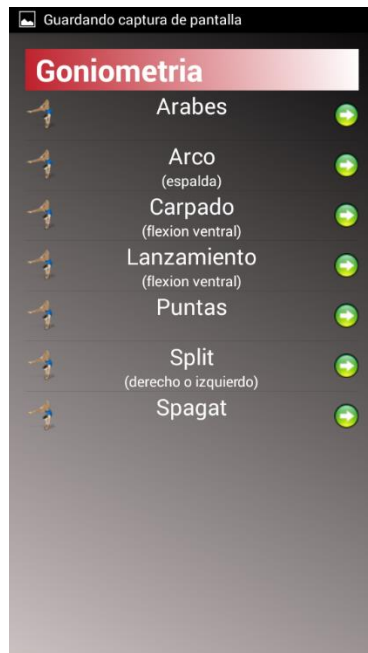 Guardando captura de pantalla
Goniometria
Arabes
Arco
(espalda)
Carpado
(flexion ventral)
Lanzamiento
(flexion ventral)
Puntas
Split
(derecho o izquierdo)
Spagat